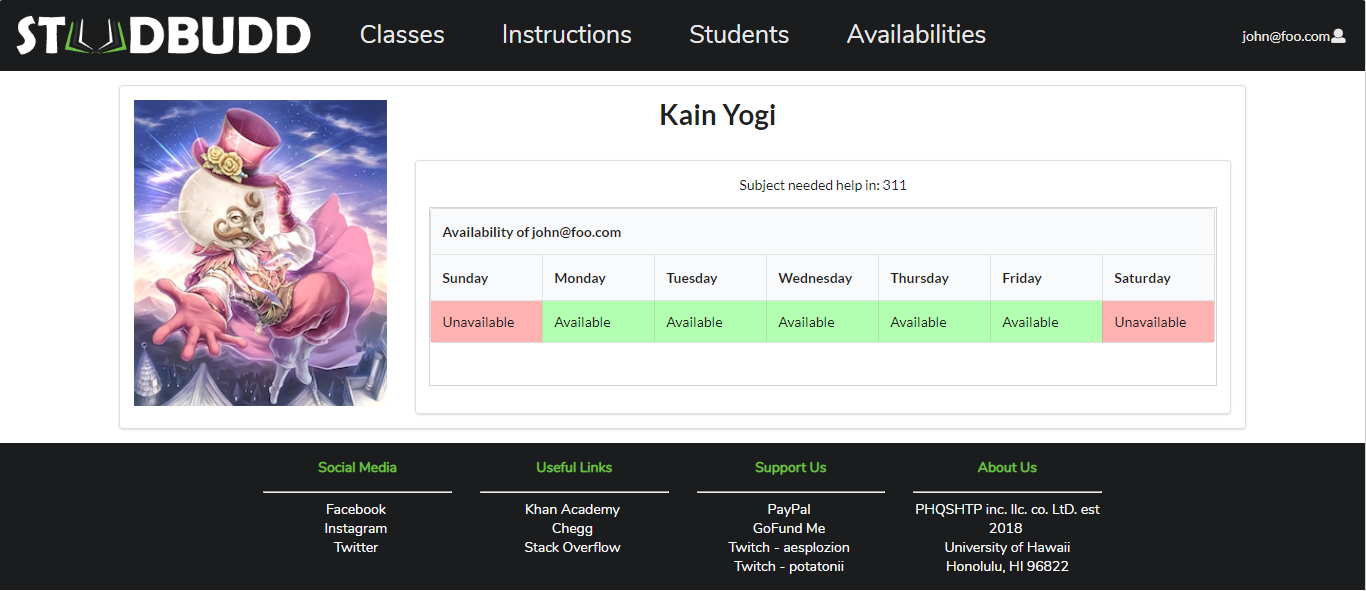 STUDBUDD Classes Instructions Students Availabilities john@foo.com
Kain Yogi
Subject needed help in: 311
Availability of john@foo.com
Sunday Monday Tuesday Wednesday Thursday Friday Saturday
Unavailable Available Available Available Available Available Unavailable
Social Media Useful Links Support Us About Us
Facebook Khan Academy PayPal PHQSHTP inc. llc. co. LtD. est
Instagram Chegg GoFund Me 2018
Twitter Stack Overflow Twitch - aesplozion University of Hawaii
Twitch - potatonii Honolulu, HI 96822